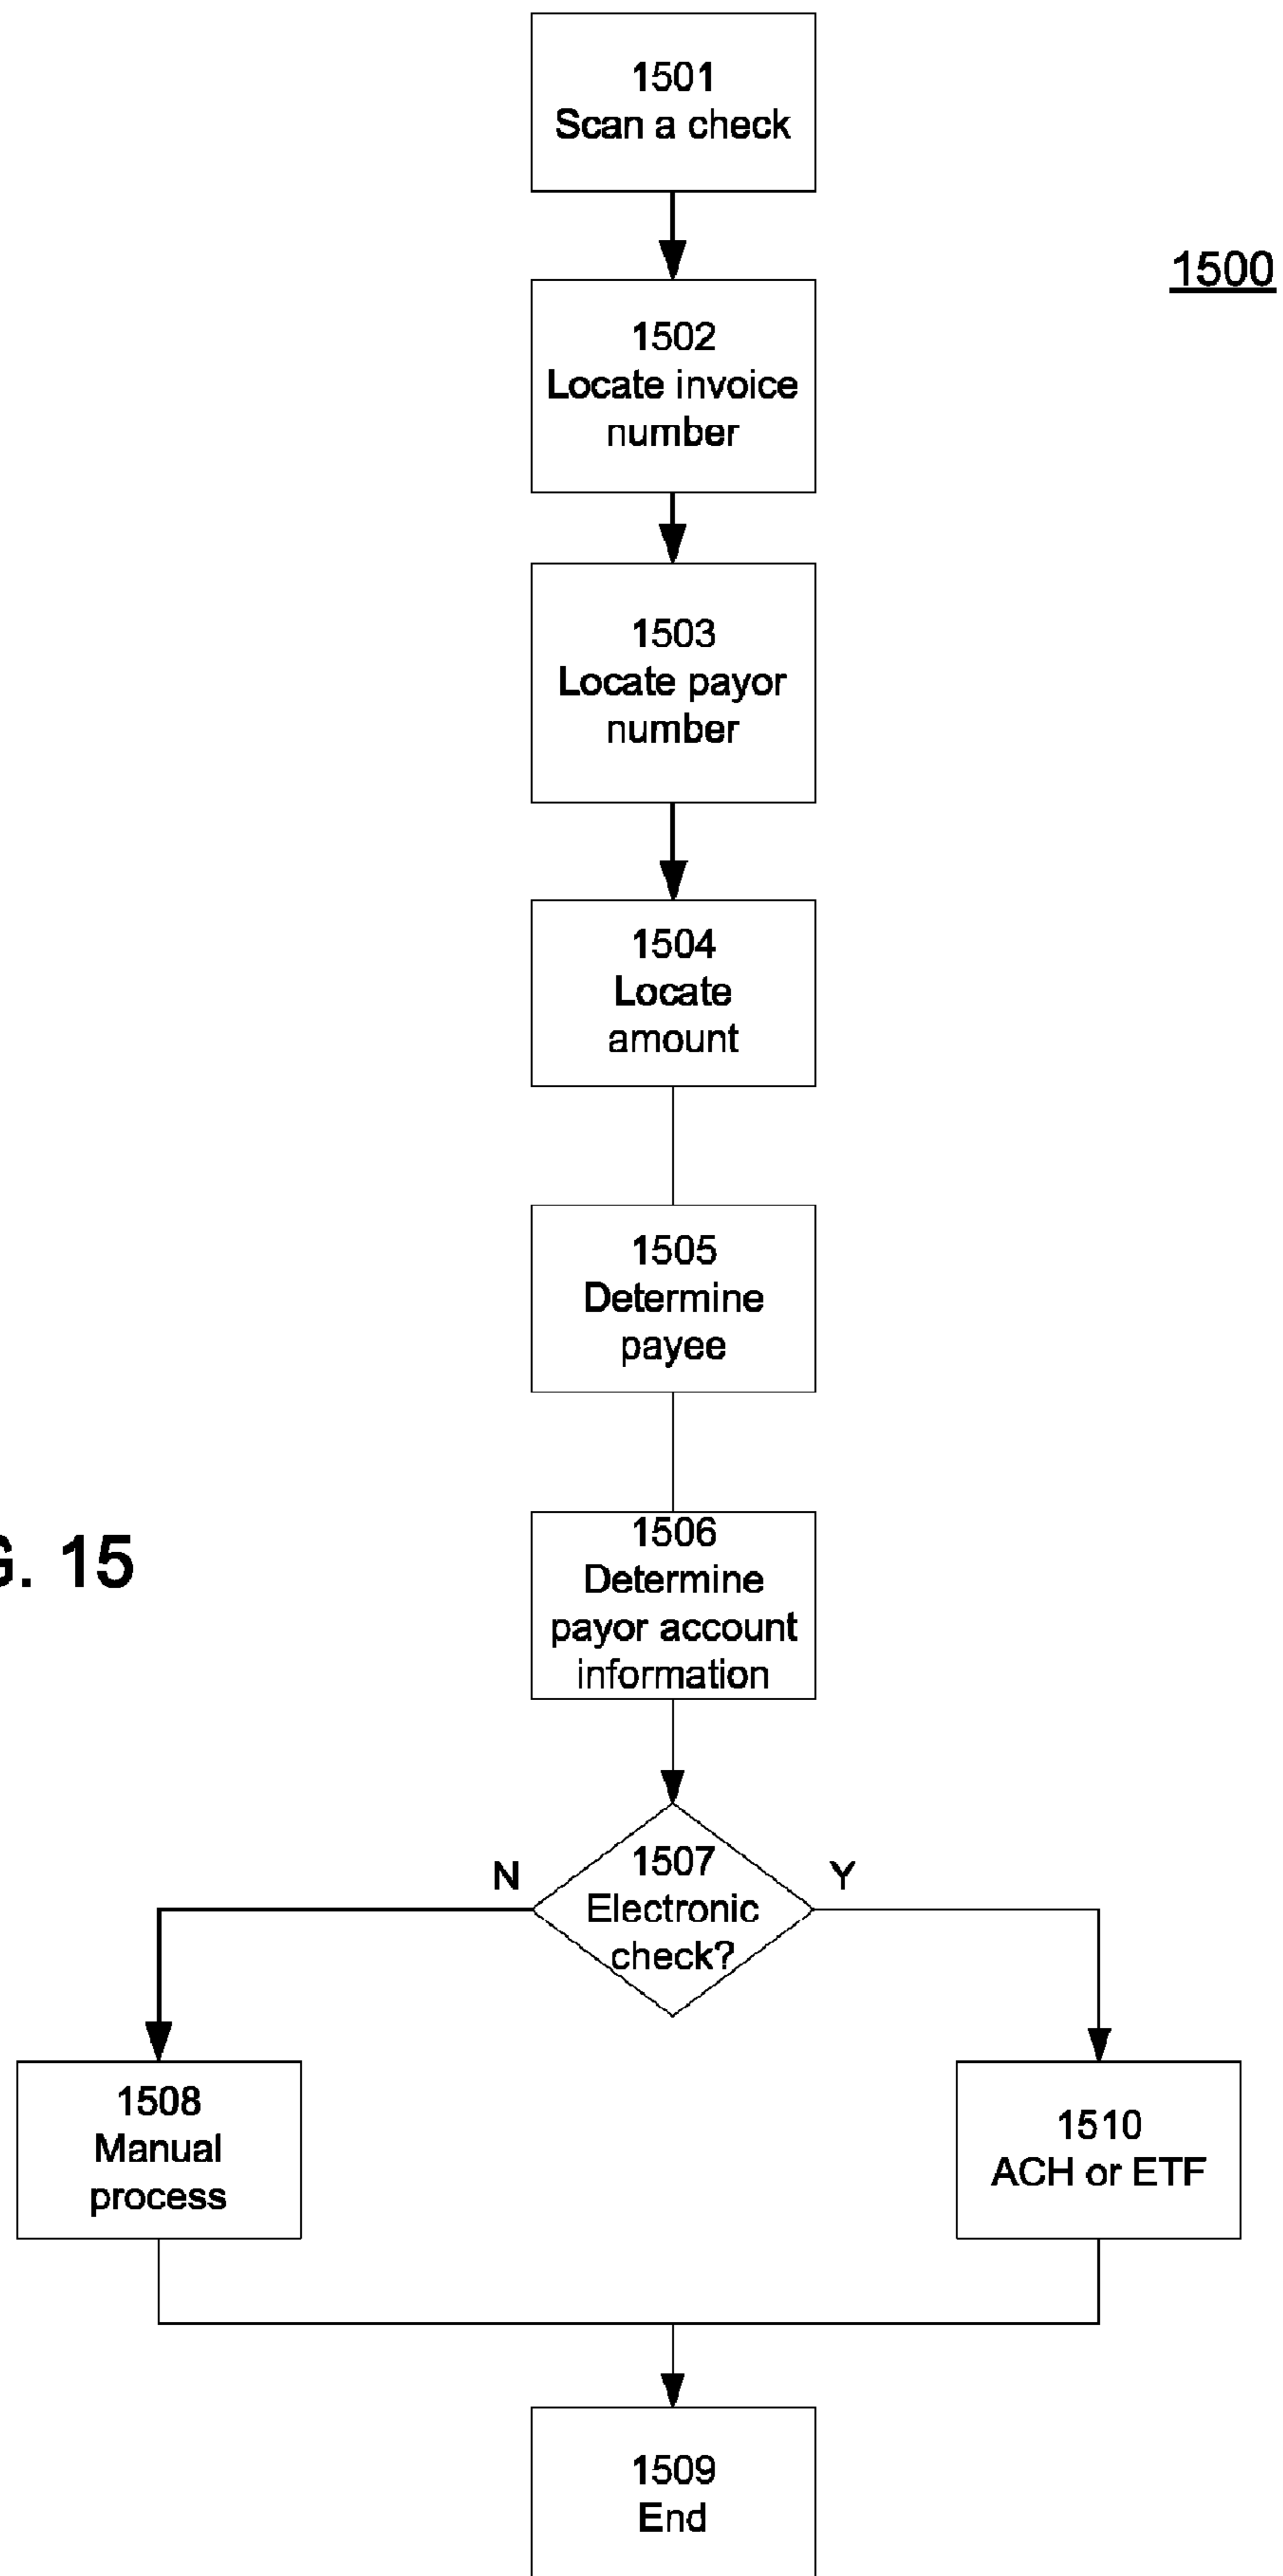 1501
Scan a check
1500
1502
Locate invoice
number
1503
Locate payor
number
1504
Locate
amount
1505
Determine
payee
G. 15
1506
Determine
payor account
information
N
Y
1507
Electronic
check?
1508
Manual
process
1510
ACH or ETF
1509
End